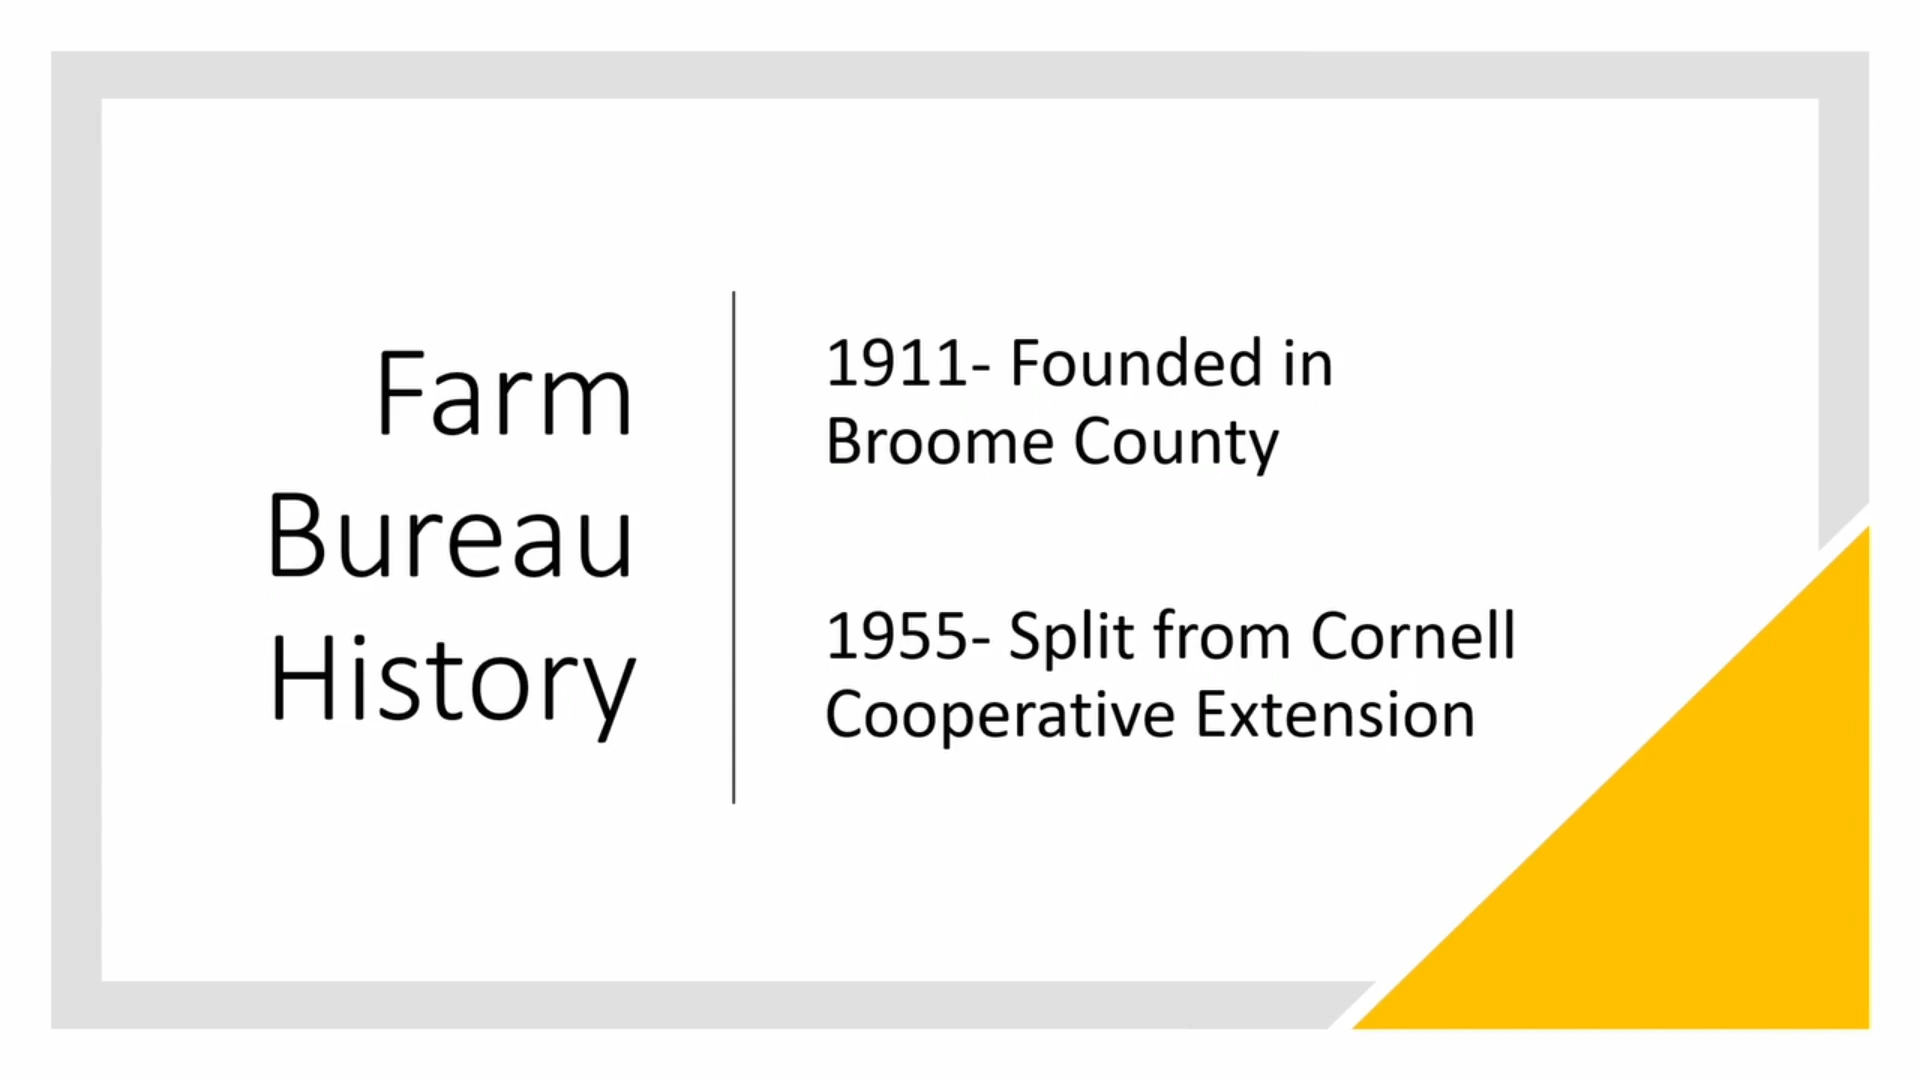 Farm
Bureau
History
1911- Founded in
Broome County
1955- Split from Cornell
Cooperative Extension